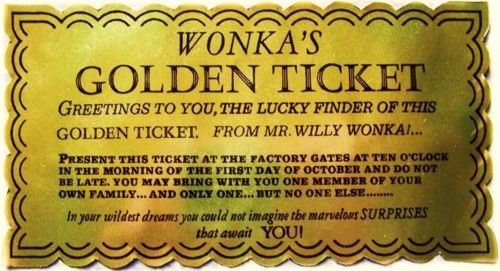 WONKA'S
GOLDEN TICKET
GREETINGS TO YOU, THE LUCKY FINDER OF THIS
GOLDEN TICKET. FROM MR. WILLY WONKA!...
PRESENT THIS TICKET AT THE FACTORY GATES AT TEN O'CLOCK
IN THE MORNING OF THE FIRST DAY OF OCTOBER AND DO NOT
BE LATE. YOU MAY BRING WITH YOU ONE MEMBER OF YOUR
OWN FAMILY... AND ONLY ONE... BUT NO ONE ELSE........
In your wildest dreams you could not imagine the marvelous SURPRISES
that await YOU!